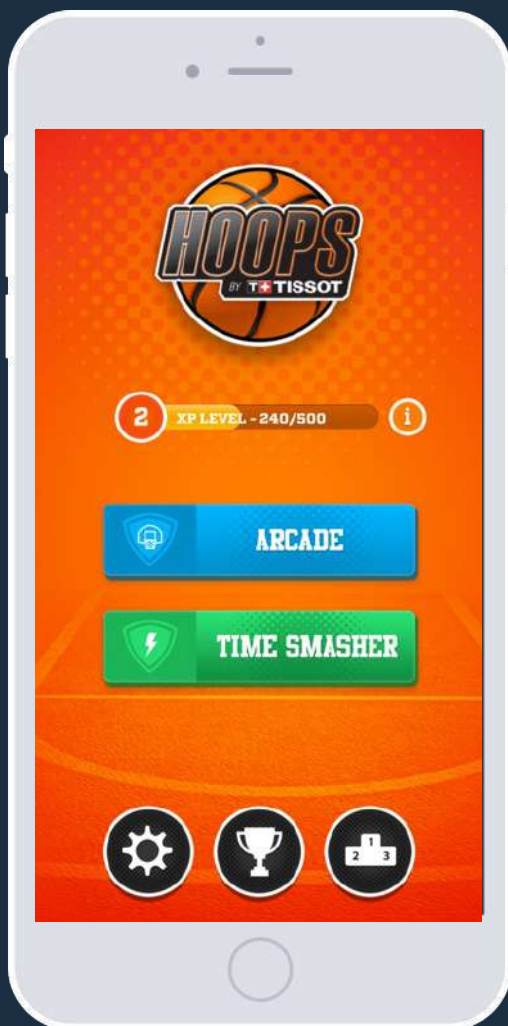 HOOPS
BY T+ TISSOT
2 XP LEVEL - 240/500 i
ARCADE
TIME SMASHER
1
2 3